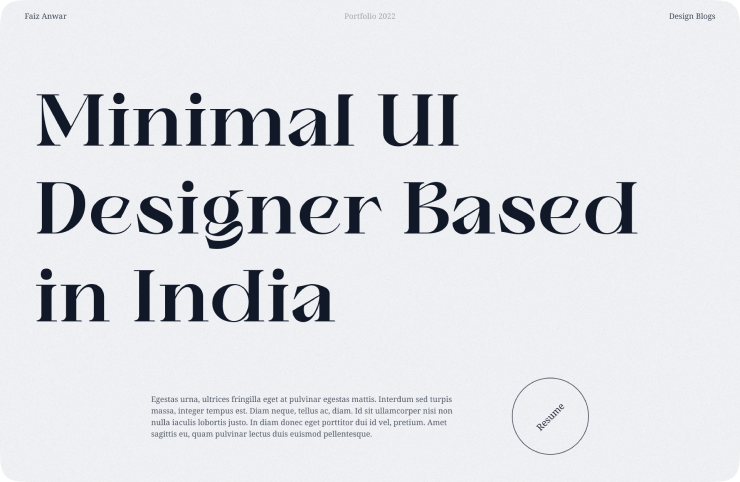 Faiz Anwar
Portfolio 2022
Design Blogs
Minimal UI
Designer Based
in India
Egestas urna, ultrices fringilla eget at pulvinar egestas mattis. Interdum sed turpis
massa, integer tempus est. Diam neque, tellus ac, diam. Id sit ullamcorper nisi non
nulla iaculis lobortis justo. In diam donec eget porttitor dui id vel, pretium. Amet
sagittis eu, quam pulvinar lectus duis euismod pellentesque.
Resume